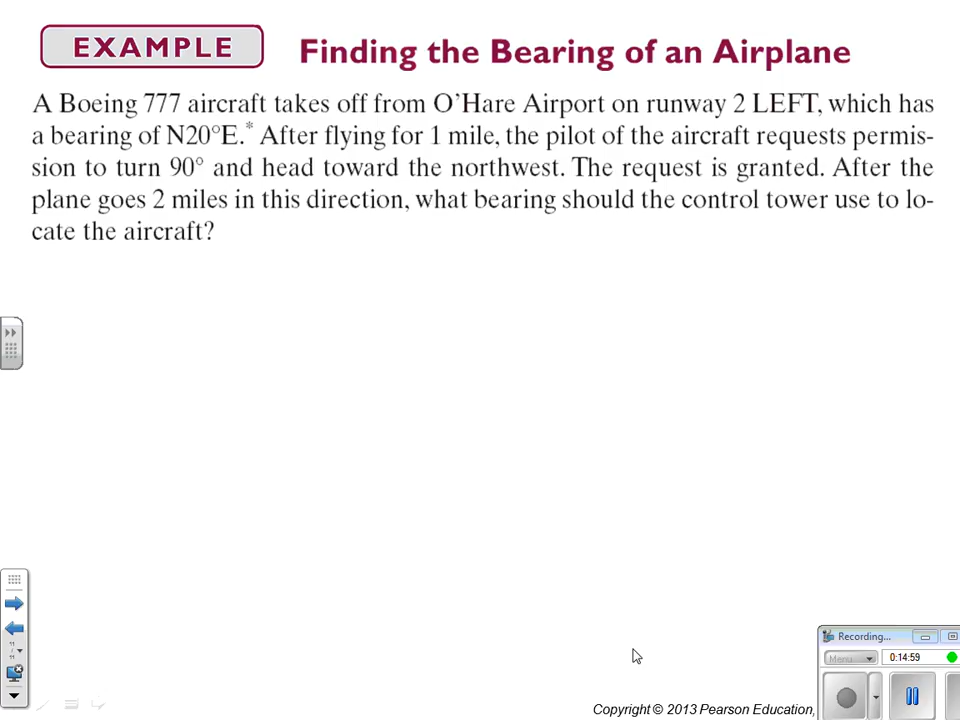 EXAMPLE Finding the Bearing of an Airplane
A Boeing 777 aircraft takes off from O'Hare Airport on runway 2 LEFT, which has
a bearing of N20°E.* After flying for 1 mile, the pilot of the aircraft requests permis-
sion to turn 90° and head toward the northwest. The request is granted. After the
plane goes 2 miles in this direction, what bearing should the control tower use to lo-
cate the aircraft?
Recording...
Menu 0:14:59
Copyright © 2013 Pearson Education,